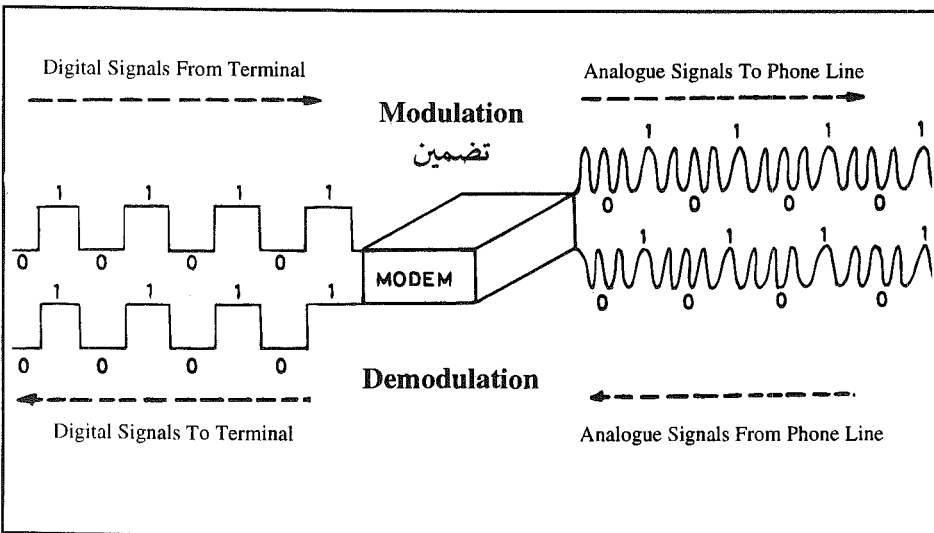 Digital Signals From Terminal
Analogue Signals To Phone Line
Modulation
تضمين
1 1 1 1
0 0 0 0
1 1 1 1
0 0 0 0
MODEM
1 1 1 1
0 0 0 0
1 1 1 1
0 0 0 0
Demodulation
Digital Signals To Terminal
Analogue Signals From Phone Line